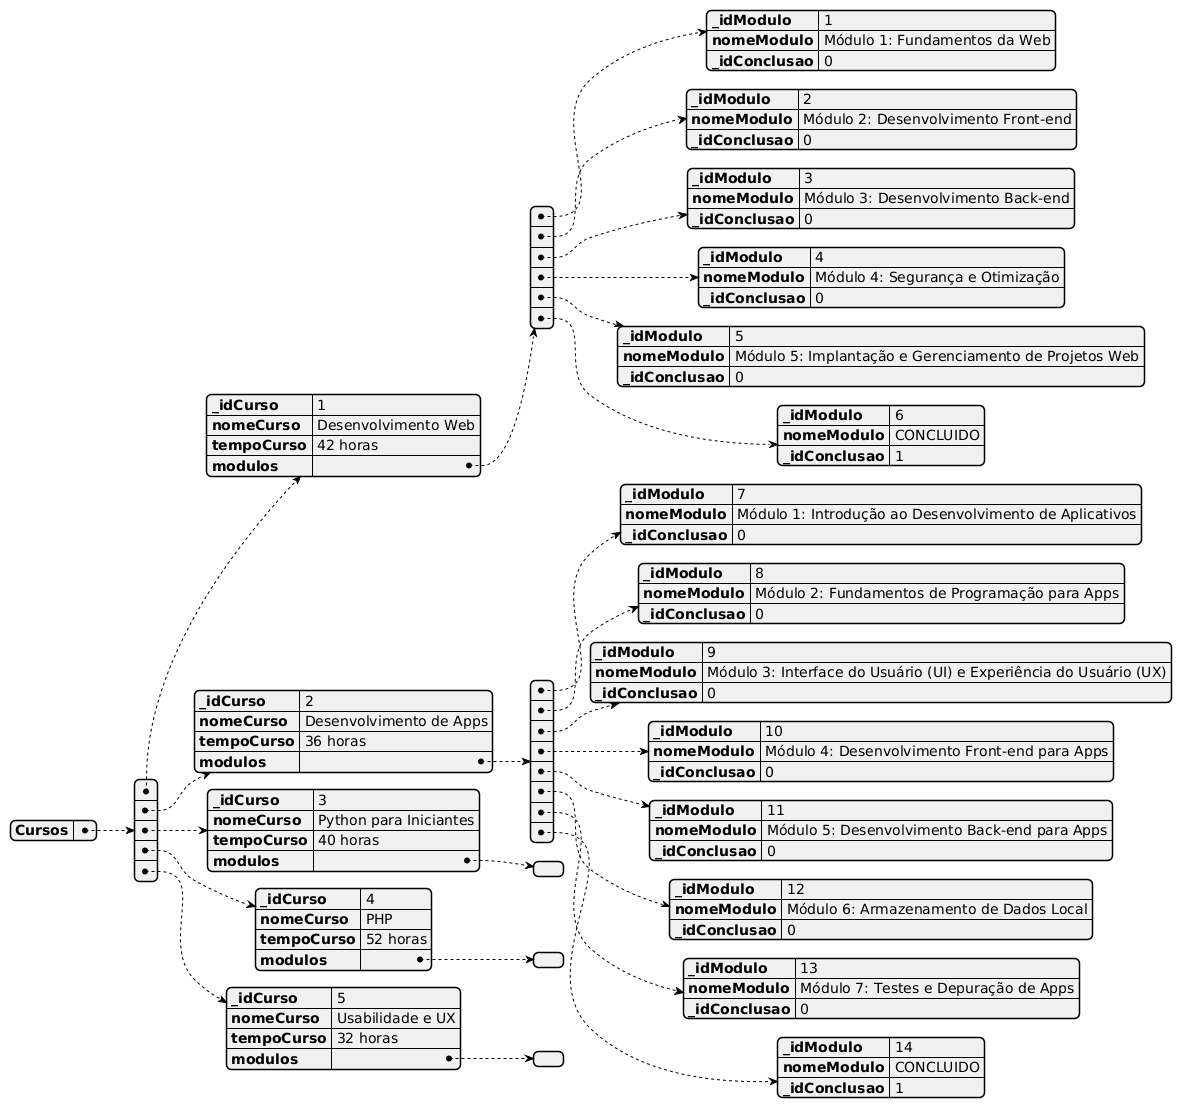 Cursos
_idCurso 1
nomeCurso Desenvolvimento Web
tempoCurso 42 horas
modulos
_idModulo 1
nomeModulo Módulo 1: Fundamentos da Web
_idConclusao 0
_idModulo 2
nomeModulo Módulo 2: Desenvolvimento Front-end
_idConclusao 0
_idModulo 3
nomeModulo Módulo 3: Desenvolvimento Back-end
_idConclusao 0
_idModulo 4
nomeModulo Módulo 4: Segurança e Otimização
_idConclusao 0
_idModulo 5
nomeModulo Módulo 5: Implantação e Gerenciamento de Projetos Web
_idConclusao 0
_idModulo 6
nomeModulo CONCLUIDO
_idConclusao 1
_idCurso 2
nomeCurso Desenvolvimento de Apps
tempoCurso 36 horas
modulos
_idModulo 7
nomeModulo Módulo 1: Introdução ao Desenvolvimento de Aplicativos
_idConclusao 0
_idModulo 8
nomeModulo Módulo 2: Fundamentos de Programação para Apps
_idConclusao 0
_idModulo 9
nomeModulo Módulo 3: Interface do Usuário (UI) e Experiência do Usuário (UX)
_idConclusao 0
_idModulo 10
nomeModulo Módulo 4: Desenvolvimento Front-end para Apps
_idConclusao 0
_idModulo 11
nomeModulo Módulo 5: Desenvolvimento Back-end para Apps
_idConclusao 0
_idModulo 12
nomeModulo Módulo 6: Armazenamento de Dados Local
_idConclusao 0
_idModulo 13
nomeModulo Módulo 7: Testes e Depuração de Apps
_idConclusao 0
_idModulo 14
nomeModulo CONCLUIDO
_idConclusao 1
_idCurso 3
nomeCurso Python para Iniciantes
tempoCurso 40 horas
modulos
_idCurso 4
nomeCurso PHP
tempoCurso 52 horas
modulos
_idCurso 5
nomeCurso Usabilidade e UX
tempoCurso 32 horas
modulos